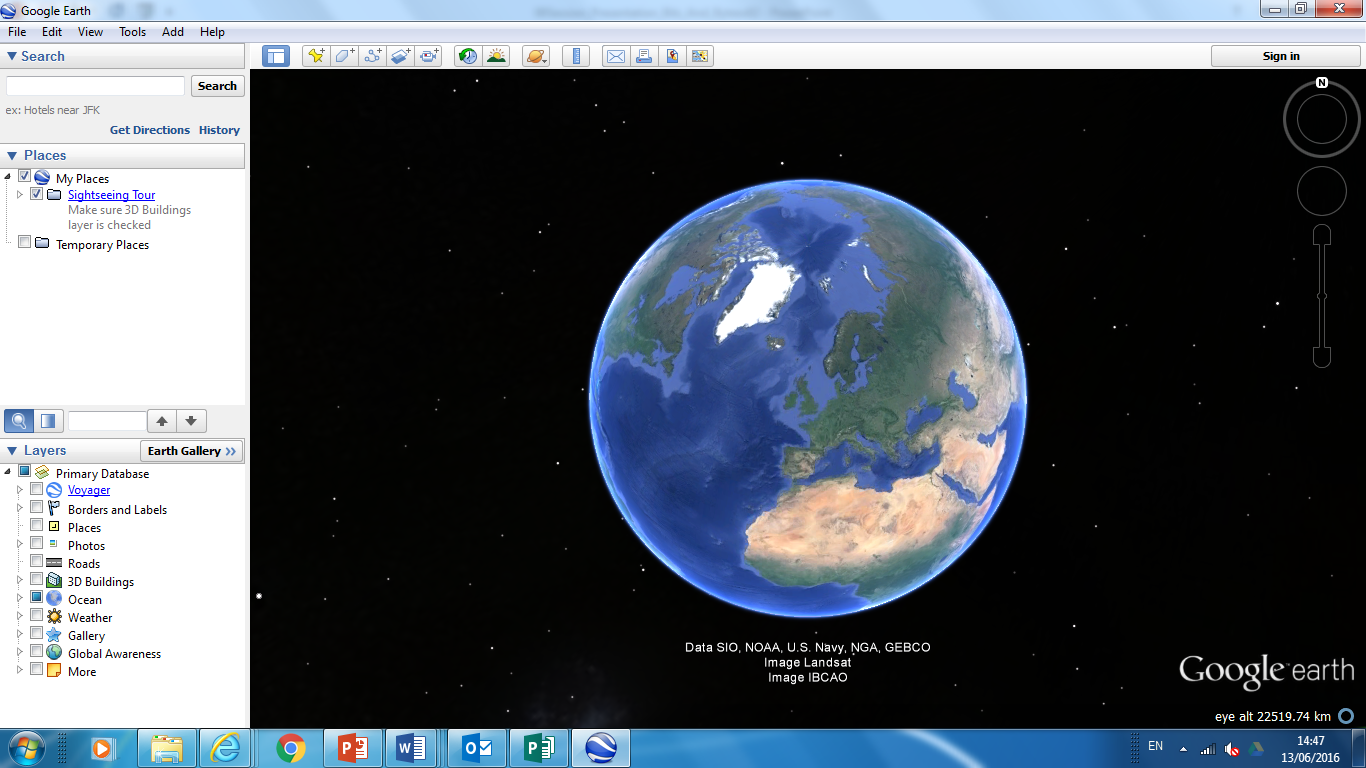 Google Earth
File Edit View Tools Add Help
Search
Sign in
Search
ex: Hotels near JFK
Get Directions History
Places
My Places
Sightseeing Tour
Make sure 3D Buildings
layer is checked
Temporary Places
Layers
Earth Gallery >>
Primary Database
Voyager
Borders and Labels
Places
Photos
Roads
3D Buildings
Ocean
Weather
Gallery
Global Awareness
More
N
Data SIO, NOAA, U.S. Navy, NGA, GEBCO
Image Landsat
Image IBCAO
Google earth
eye alt 22519.74 km
EN
14:47
13/06/2016